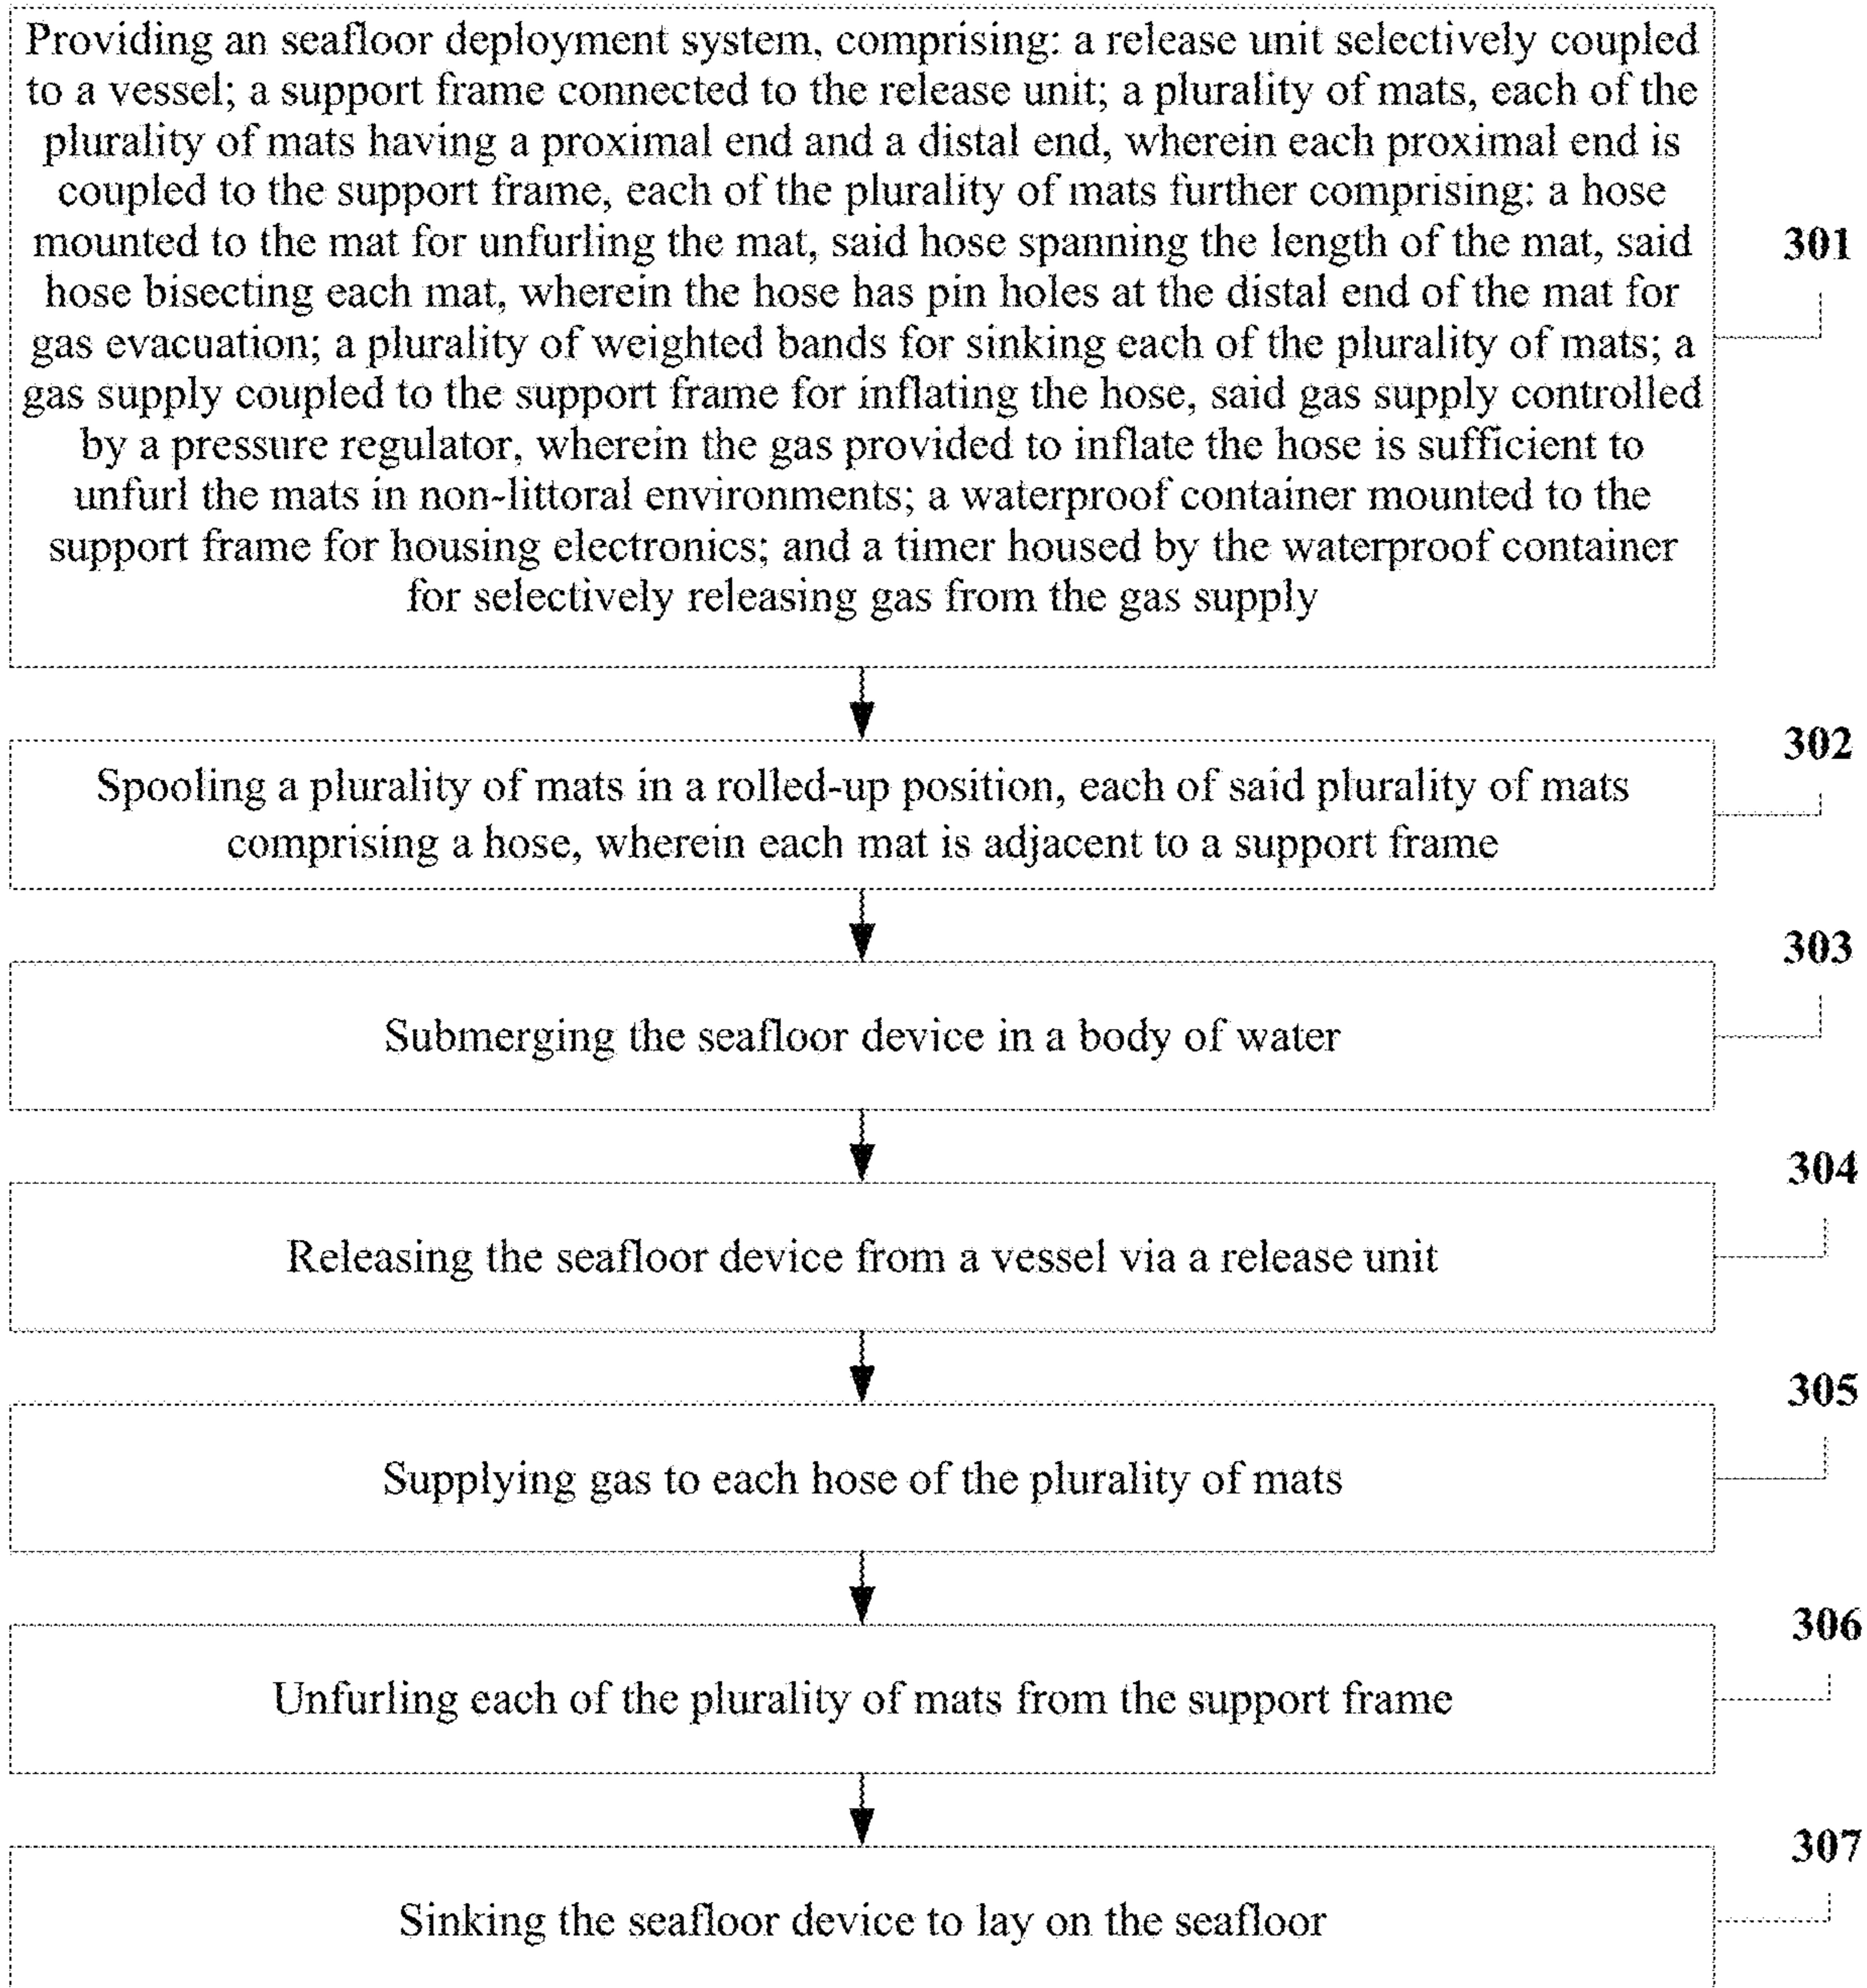 Providing an seafloor deployment system, comprising: a release unit selectively coupled
to a vessel; a support frame connected to the release unit; a plurality of mats, each of the
plurality of mats having a proximal end and a distal end, wherein each proximal end is
coupled to the support frame, each of the plurality of mats further comprising: a hose
mounted to the mat for unfurling the mat, said hose spanning the length of the mat, said
hose bisecting each mat, wherein the hose has pin holes at the distal end of the mat for
gas evacuation; a plurality of weighted bands for sinking each of the plurality of mats; a
gas supply coupled to the support frame for inflating the hose, said gas supply controlled
by a pressure regulator, wherein the gas provided to inflate the hose is sufficient to
unfurl the mats in non-littoral environments; a waterproof container mounted to the
support frame for housing electronics; and a timer housed by the waterproof container
for selectively releasing gas from the gas supply
301
302
Spooling a plurality of mats in a rolled-up position, each of said plurality of mats
comprising a hose, wherein each mat is adjacent to a support frame
303
Submerging the seafloor device in a body of water
304
Releasing the seafloor device from a vessel via a release unit
305
Supplying gas to each hose of the plurality of mats
306
Unfurling each of the plurality of mats from the support frame
307
Sinking the seafloor device to lay on the seafloor